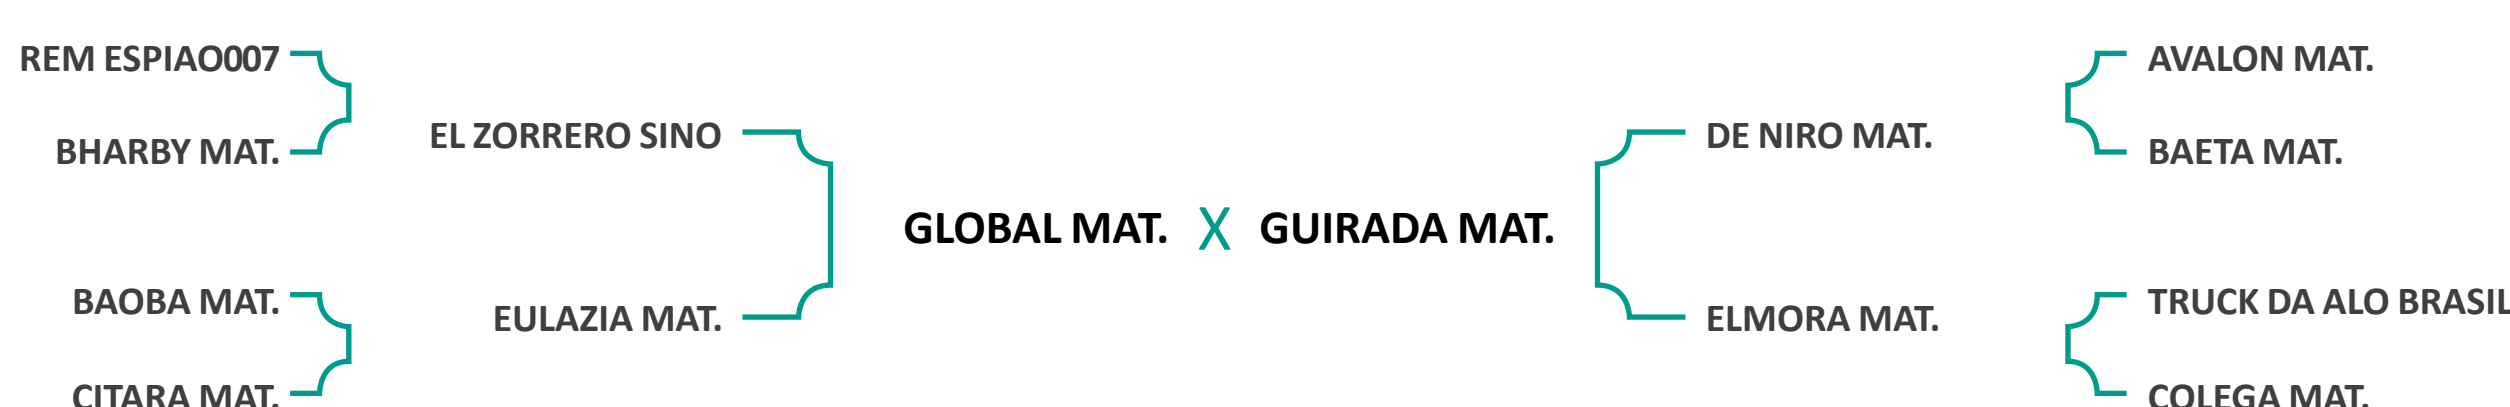 REM ESPIAO007
AVALON MAT.
EL ZORRERO SINO
DE NIRO MAT.
BHARBY MAT.
BAETA MAT.
GLOBAL MAT. X GUIRADA MAT.
BAOBA MAT.
TRUCK DA ALO BRASIL
EULAZIA MAT.
ELMORA MAT.
CITARA MAT.
COLEGA MAT.